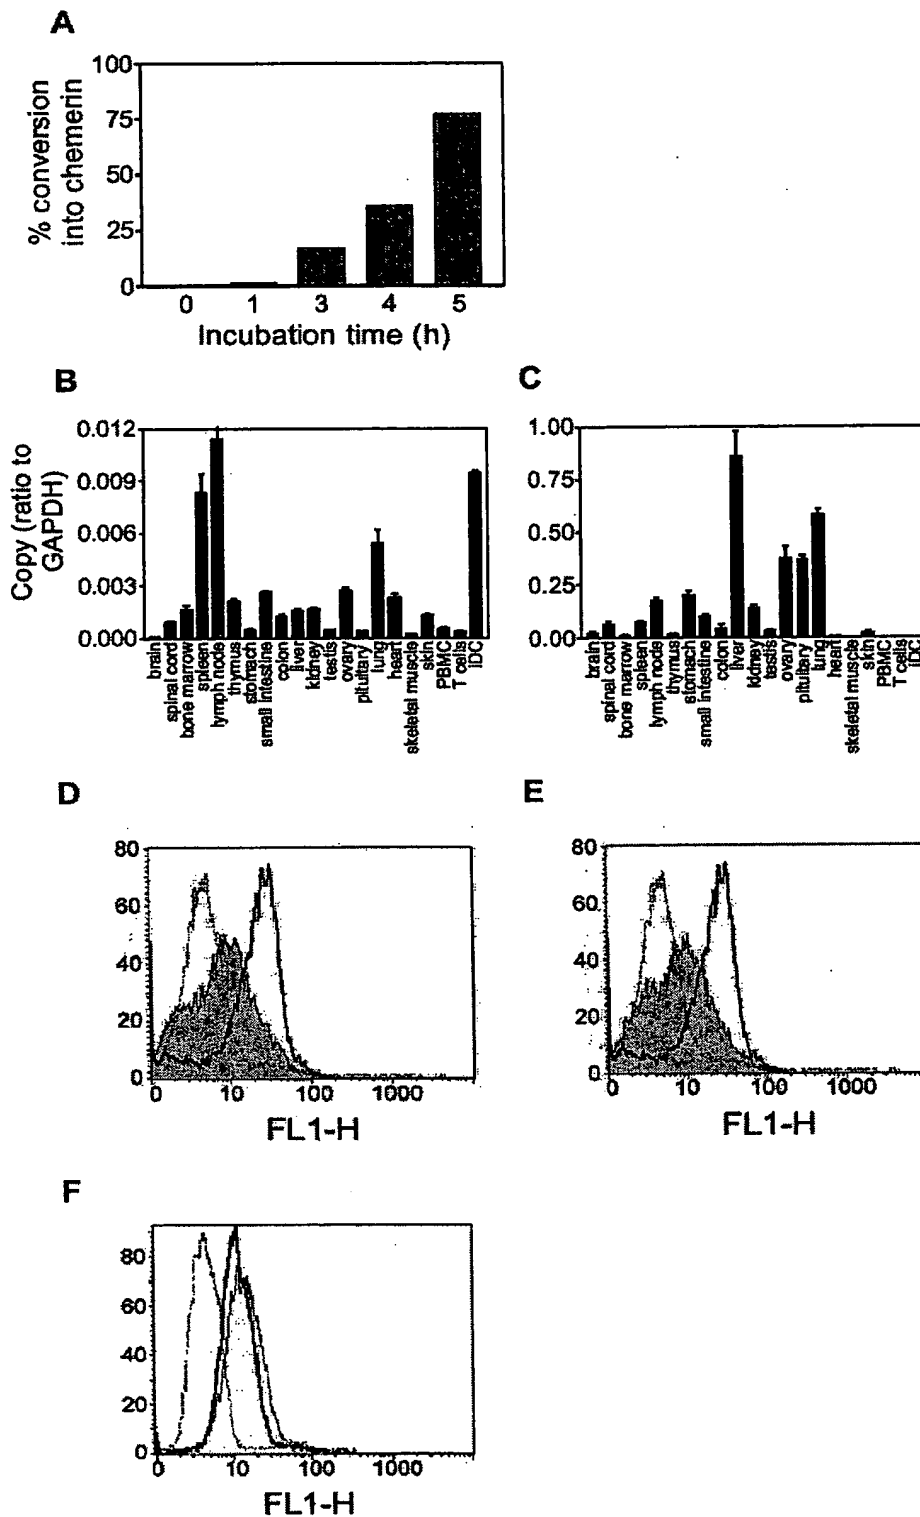 A
% conversion
into chemerin
100
75
50
25
0
0 1 3 4 5
Incubation time (h)
B
Copy (ratio to
GAPDH)
0.012
0.009
0.006
0.003
0.000
brain
spinal cord
bone marrow
spleen
lymph node
thymus
stomach
small intestine
colon
liver
kidney
testis
ovary
pituitary
lung
heart
skeletal muscle
skin
PBMC
T cells
iDC
C
1.00
0.75
0.50
0.25
0.00
brain
spinal cord
bone marrow
spleen
lymph node
thymus
stomach
small intestine
colon
liver
kidney
testis
ovary
pituitary
lung
heart
skeletal muscle
skin
PBMC
T cells
iDC
D
80
60
40
20
0
0 10 100 1000
FL1-H
E
80
60
40
20
0
0 10 100 1000
FL1-H
F
80
60
40
20
0
0 10 100 1000
FL1-H